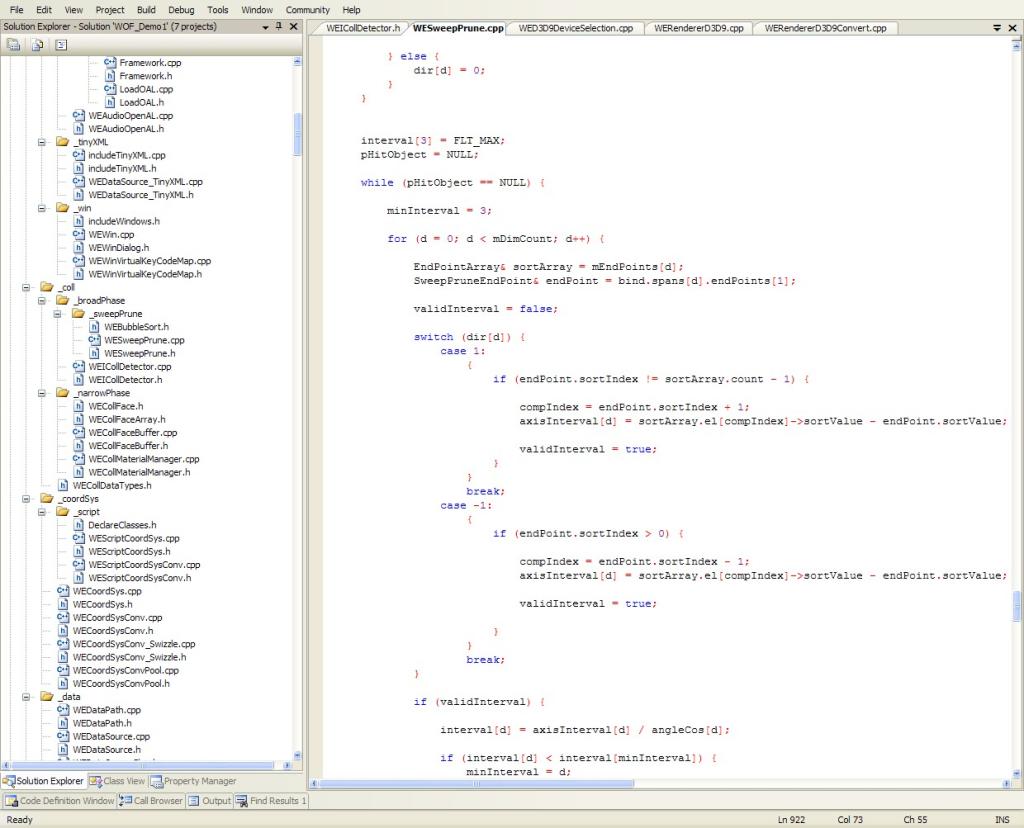 File Edit View Project Build Debug Tools Window Community Help
Solution Explorer - Solution 'WOF_Demo1' (7 projects)
Framework.cpp
Framework.h
LoadOAL.cpp
LoadOAL.h
WEAudioOpenAL.cpp
WEAudioOpenAL.h
_tinyXML
includeTinyXML.cpp
includeTinyXML.h
WEDataSource_TinyXML.cpp
WEDataSource_TinyXML.h
_win
includeWindows.h
WEWin.cpp
WEWinDialog.h
WEWinVirtualKeyCodeMap.cpp
WEWinVirtualKeyCodeMap.h
_coll
_broadPhase
_sweepPrune
WEBubbleSort.h
WESweepPrune.cpp
WESweepPrune.h
WEICollDetector.cpp
WEICollDetector.h
_narrowPhase
WECollFace.h
WECollFaceArray.h
WECollFaceBuffer.cpp
WECollFaceBuffer.h
WECollMaterialManager.cpp
WECollMaterialManager.h
WECollDataTypes.h
_coordSys
_script
DeclareClasses.h
WEScriptCoordSys.cpp
WEScriptCoordSys.h
WEScriptCoordSysConv.cpp
WEScriptCoordSysConv.h
WECoordSys.cpp
WECoordSys.h
WECoordSysConv.cpp
WECoordSysConv.h
WECoordSysConv_Swizzle.cpp
WECoordSysConv_Swizzle.h
WECoordSysConvPool.cpp
WECoordSysConvPool.h
_data
WEDataPath.cpp
WEDataPath.h
WEDataSource.cpp
WEDataSource.h
Solution Explorer Class View Property Manager
Code Definition Window Call Browser Output Find Results 1
WEICollDetector.h WESweepPrune.cpp WED3D9DeviceSelection.cpp WERendererD3D9.cpp WERendererD3D9Convert.cpp
} else {
dir[d] = 0;
}
}
interval[3] = FLT_MAX;
pHitObject = NULL;
while (pHitObject == NULL) {
minInterval = 3;
for (d = 0; d < mDimCount; d++) {
EndPointArray& sortArray = mEndPoints[d];
SweepPruneEndPoint& endPoint = bind.spans[d].endPoints[1];
validInterval = false;
switch (dir[d]) {
case 1:
{
if (endPoint.sortIndex != sortArray.count - 1) {
compIndex = endPoint.sortIndex + 1;
axisInterval[d] = sortArray.el[compIndex]->sortValue - endPoint.sortValue;
validInterval = true;
}
}
break;
case -1:
{
if (endPoint.sortIndex > 0) {
compIndex = endPoint.sortIndex - 1;
axisInterval[d] = sortArray.el[compIndex]->sortValue - endPoint.sortValue;
validInterval = true;
}
}
break;
}
if (validInterval) {
interval[d] = axisInterval[d] / angleCos[d];
if (interval[d] < interval[minInterval]) {
minInterval = d;
Ready Ln 922 Col 73 Ch 55 INS